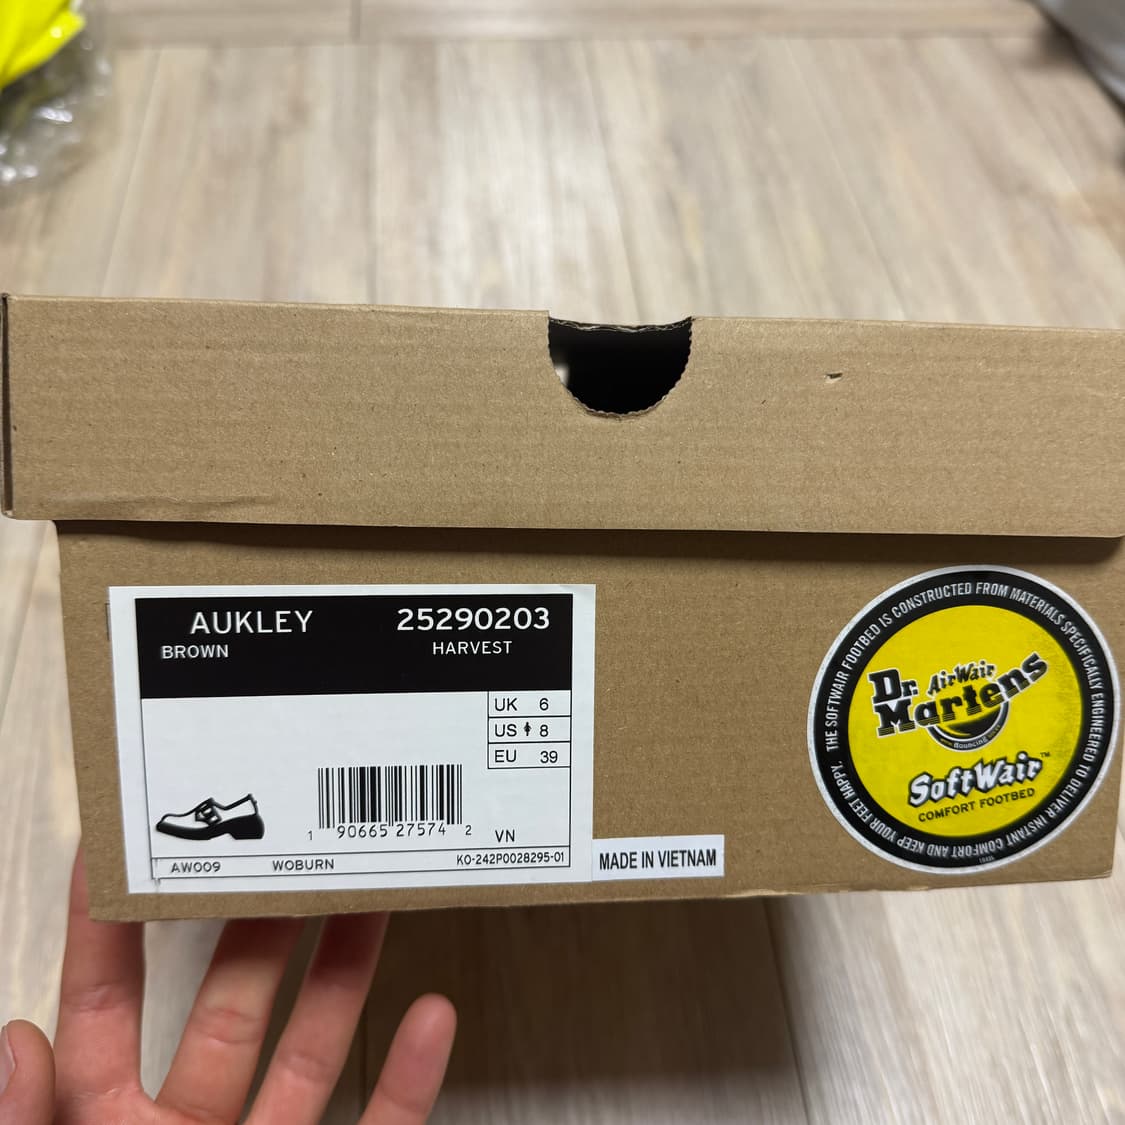 AUKLEY 25290203
BROWN HARVEST
UK 6
US 8
EU 39
1 90665 27574 2
VN
AW009 WOBURN KO-242P0028295-01
MADE IN VIETNAM
THE SOFTWAIR FOOTBED IS CONSTRUCTED FROM MATERIALS SPECIFICALLY ENGINEERED TO DELIVER INSTANT COMFORT AND KEEP YOUR FEET HAPPY.
Dr. AirWair
Martens
Bouncing
SoftWair™
COMFORT FOOTBED